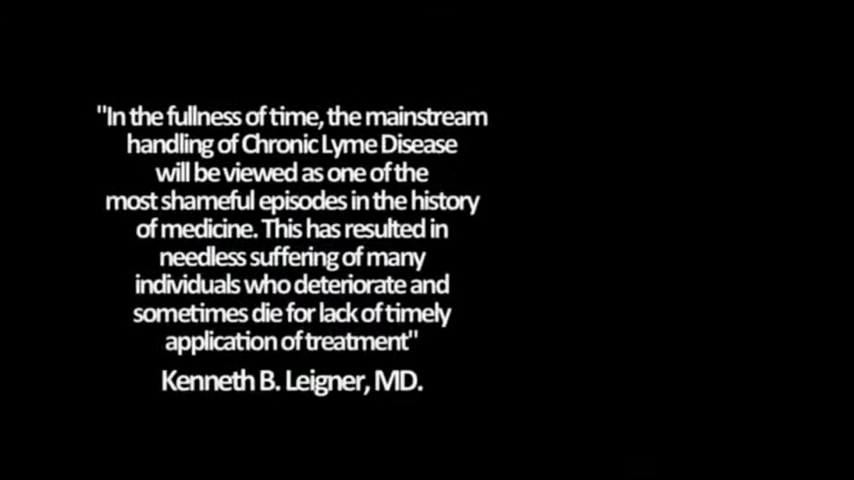 "In the fullness of time, the mainstream
handling of Chronic Lyme Disease
will be viewed as one of the
most shameful episodes in the history
of medicine. This has resulted in
needless suffering of many
individuals who deteriorate and
sometimes die for lack of timely
application of treatment"
Kenneth B. Leigner, MD.